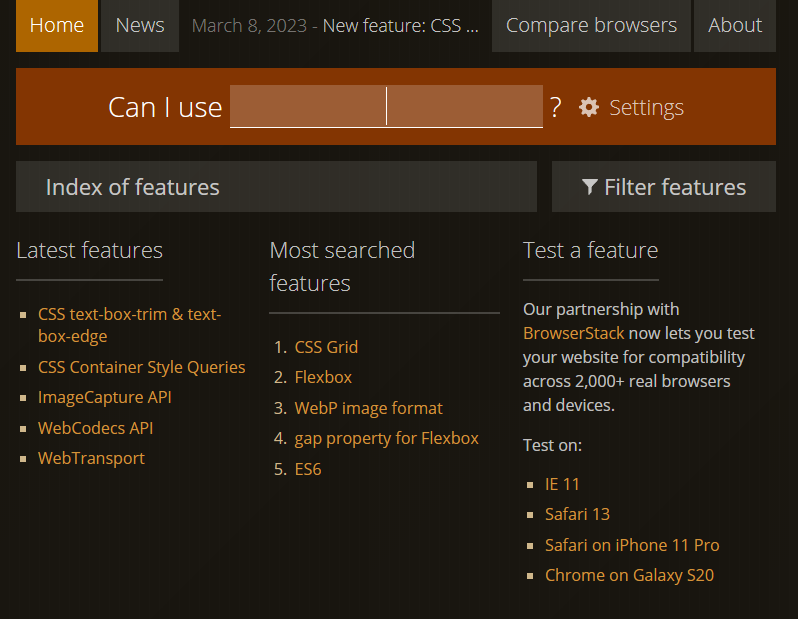 Home
News
March 8, 2023 - New feature: CSS ...
Compare browsers
About
Can I use ?
Settings
Index of features
Filter features
Latest features
CSS text-box-trim & text-
box-edge
CSS Container Style Queries
ImageCapture API
WebCodecs API
WebTransport
Most searched
features
1. CSS Grid
2. Flexbox
3. WebP image format
4. gap property for Flexbox
5. ES6
Test a feature
Our partnership with
BrowserStack now lets you test
your website for compatibility
across 2,000+ real browsers
and devices.
Test on:
IE 11
Safari 13
Safari on iPhone 11 Pro
Chrome on Galaxy S20